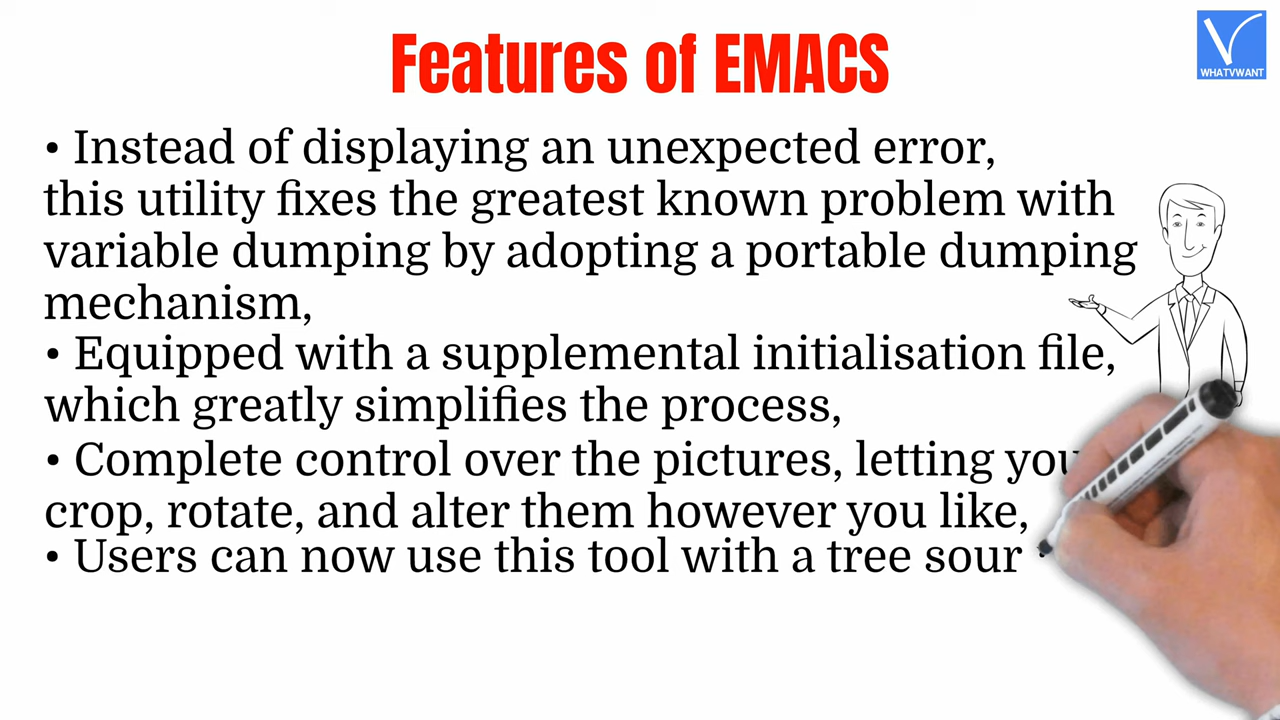 Features of EMACS
WHATVWANT
• Instead of displaying an unexpected error,
this utility fixes the greatest known problem with
variable dumping by adopting a portable dumping
mechanism,
• Equipped with a supplemental initialisation file,
which greatly simplifies the process,
• Complete control over the pictures, letting you
crop, rotate, and alter them however you like,
• Users can now use this tool with a tree sour